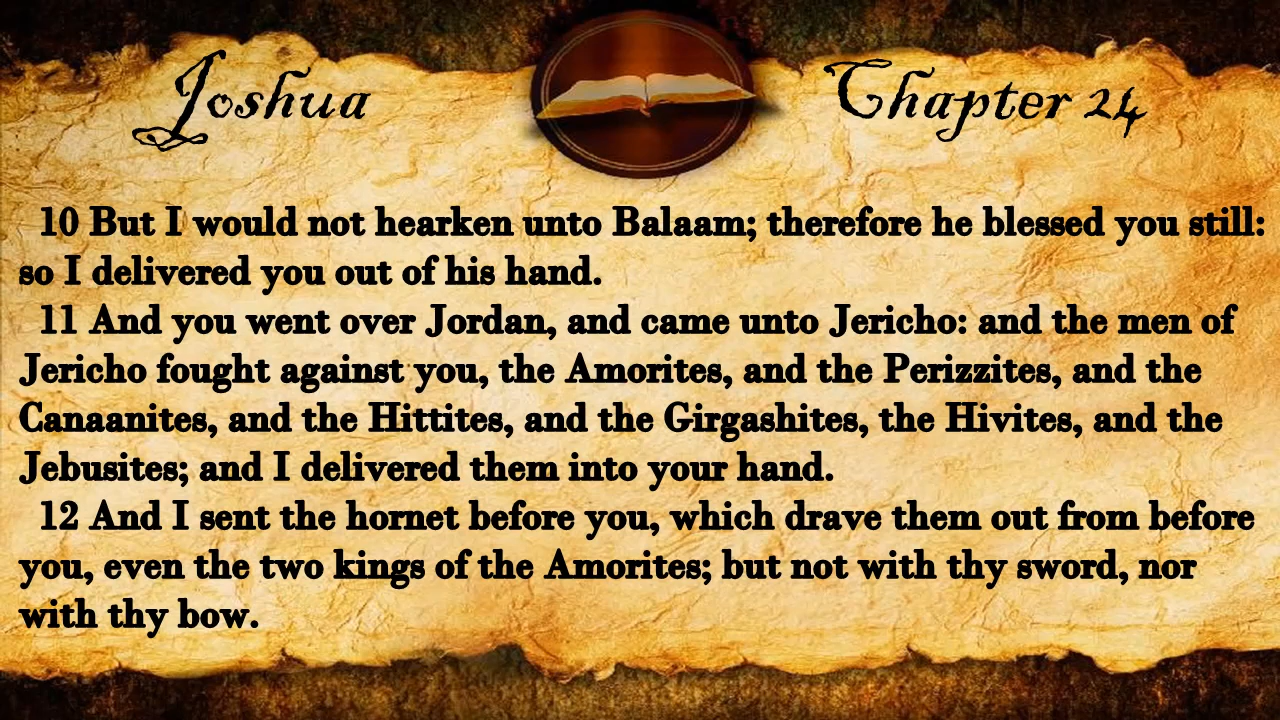 Joshua
Chapter 24
10 But I would not hearken unto Balaam; therefore he blessed you still:
so I delivered you out of his hand.
11 And you went over Jordan, and came unto Jericho: and the men of
Jericho fought against you, the Amorites, and the Perizzites, and the
Canaanites, and the Hittites, and the Girgashites, the Hivites, and the
Jebusites; and I delivered them into your hand.
12 And I sent the hornet before you, which drave them out from before
you, even the two kings of the Amorites; but not with thy sword, nor
with thy bow.